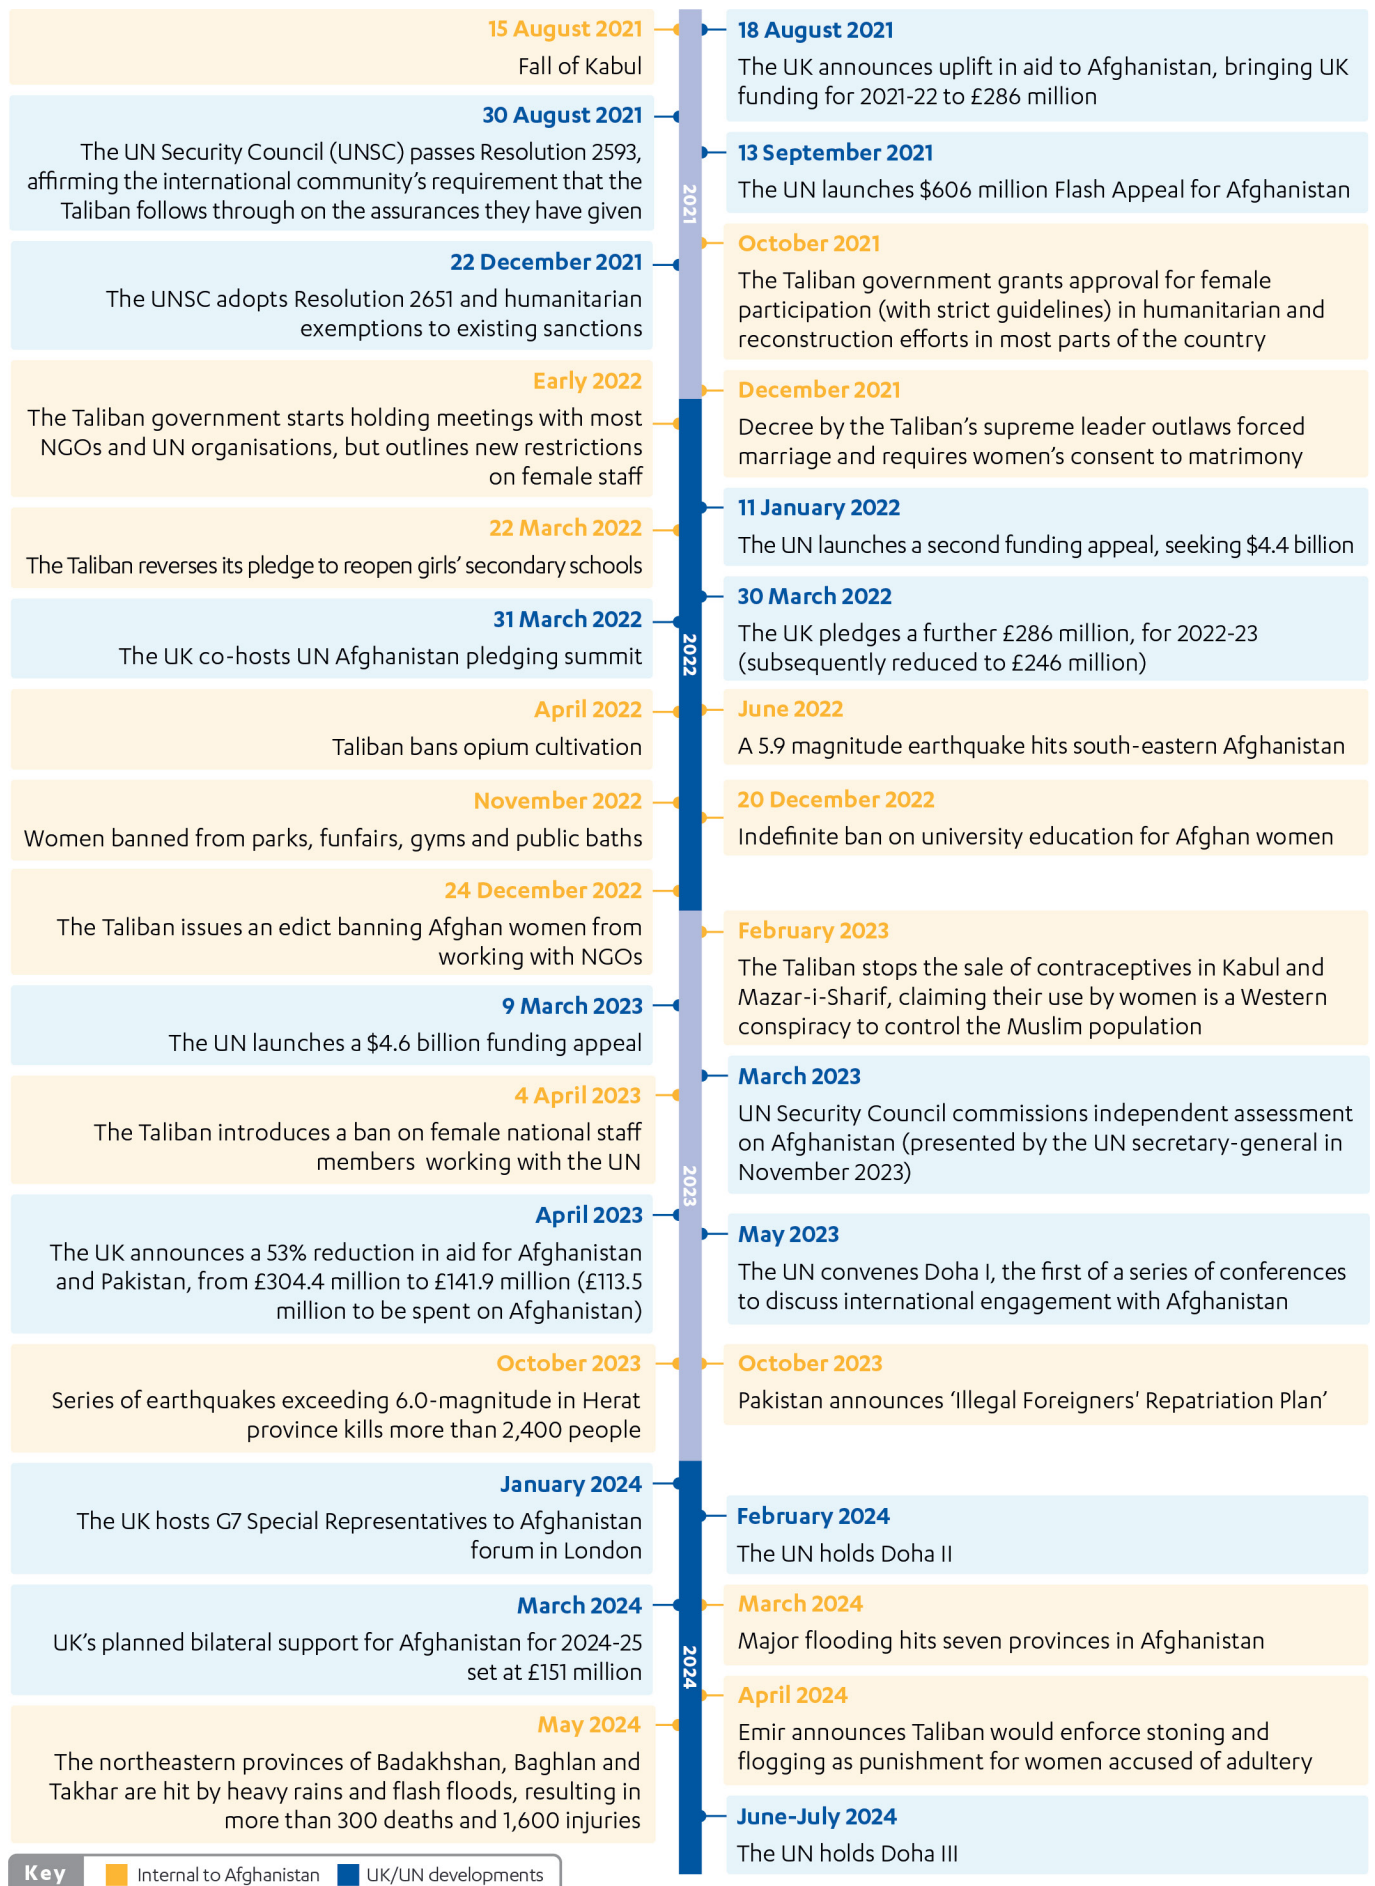 15 August 2021
Fall of Kabul
18 August 2021
The UK announces uplift in aid to Afghanistan, bringing UK
funding for 2021-22 to £286 million
30 August 2021
The UN Security Council (UNSC) passes Resolution 2593,
affirming the international community's requirement that the
Taliban follows through on the assurances they have given
13 September 2021
The UN launches $606 million Flash Appeal for Afghanistan
2021
October 2021
The Taliban government grants approval for female
participation (with strict guidelines) in humanitarian and
reconstruction efforts in most parts of the country
22 December 2021
The UNSC adopts Resolution 2651 and humanitarian
exemptions to existing sanctions
December 2021
Decree by the Taliban's supreme leader outlaws forced
marriage and requires women's consent to matrimony
Early 2022
The Taliban government starts holding meetings with most
NGOs and UN organisations, but outlines new restrictions
on female staff
11 January 2022
The UN launches a second funding appeal, seeking $4.4 billion
22 March 2022
The Taliban reverses its pledge to reopen girls' secondary schools
30 March 2022
The UK pledges a further £286 million, for 2022-23
(subsequently reduced to £246 million)
31 March 2022
The UK co-hosts UN Afghanistan pledging summit
2022
April 2022
Taliban bans opium cultivation
June 2022
A 5.9 magnitude earthquake hits south-eastern Afghanistan
November 2022
Women banned from parks, funfairs, gyms and public baths
20 December 2022
Indefinite ban on university education for Afghan women
24 December 2022
The Taliban issues an edict banning Afghan women from
working with NGOs
February 2023
The Taliban stops the sale of contraceptives in Kabul and
Mazar-i-Sharif, claiming their use by women is a Western
conspiracy to control the Muslim population
9 March 2023
The UN launches a $4.6 billion funding appeal
March 2023
UN Security Council commissions independent assessment
on Afghanistan (presented by the UN secretary-general in
November 2023)
4 April 2023
The Taliban introduces a ban on female national staff
members working with the UN
2023
April 2023
The UK announces a 53% reduction in aid for Afghanistan
and Pakistan, from £304.4 million to £141.9 million (£113.5
million to be spent on Afghanistan)
May 2023
The UN convenes Doha I, the first of a series of conferences
to discuss international engagement with Afghanistan
October 2023
Series of earthquakes exceeding 6.0-magnitude in Herat
province kills more than 2,400 people
October 2023
Pakistan announces ‘Illegal Foreigners' Repatriation Plan’
January 2024
The UK hosts G7 Special Representatives to Afghanistan
forum in London
February 2024
The UN holds Doha II
March 2024
UK's planned bilateral support for Afghanistan for 2024-25
set at £151 million
March 2024
Major flooding hits seven provinces in Afghanistan
2024
April 2024
Emir announces Taliban would enforce stoning and
flogging as punishment for women accused of adultery
May 2024
The northeastern provinces of Badakhshan, Baghlan and
Takhar are hit by heavy rains and flash floods, resulting in
more than 300 deaths and 1,600 injuries
June-July 2024
The UN holds Doha III
Key
Internal to Afghanistan
UK/UN developments